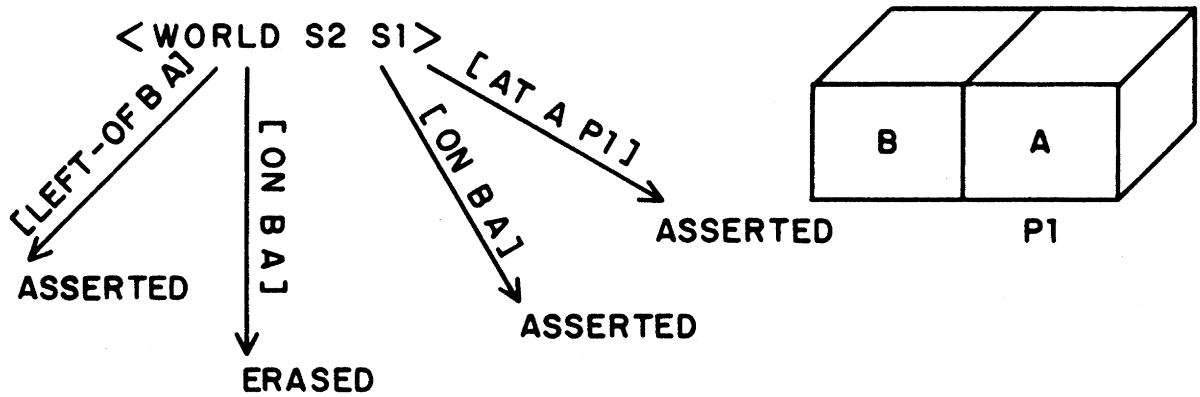 <WORLD S2 S1>
[LEFT-OF B A]
[ON B A]
[ON B A]
[AT A P1]
B
A
ASSERTED
P1
ASSERTED
ASSERTED
ERASED